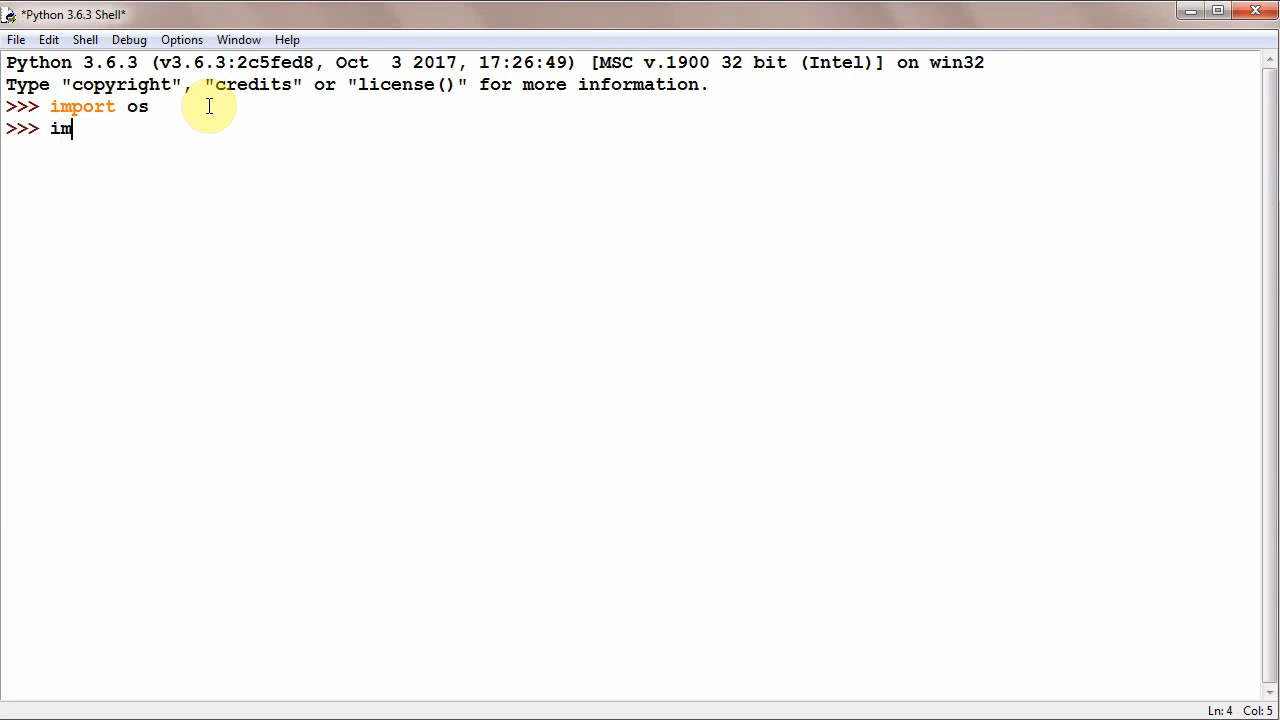 *Python 3.6.3 Shell*
File Edit Shell Debug Options Window Help
Python 3.6.3 (v3.6.3:2c5fed8, Oct  3 2017, 17:26:49) [MSC v.1900 32 bit (Intel)] on win32
Type "copyright", "credits" or "license()" for more information.
>>> import os
>>> im
Ln: 4 Col: 5